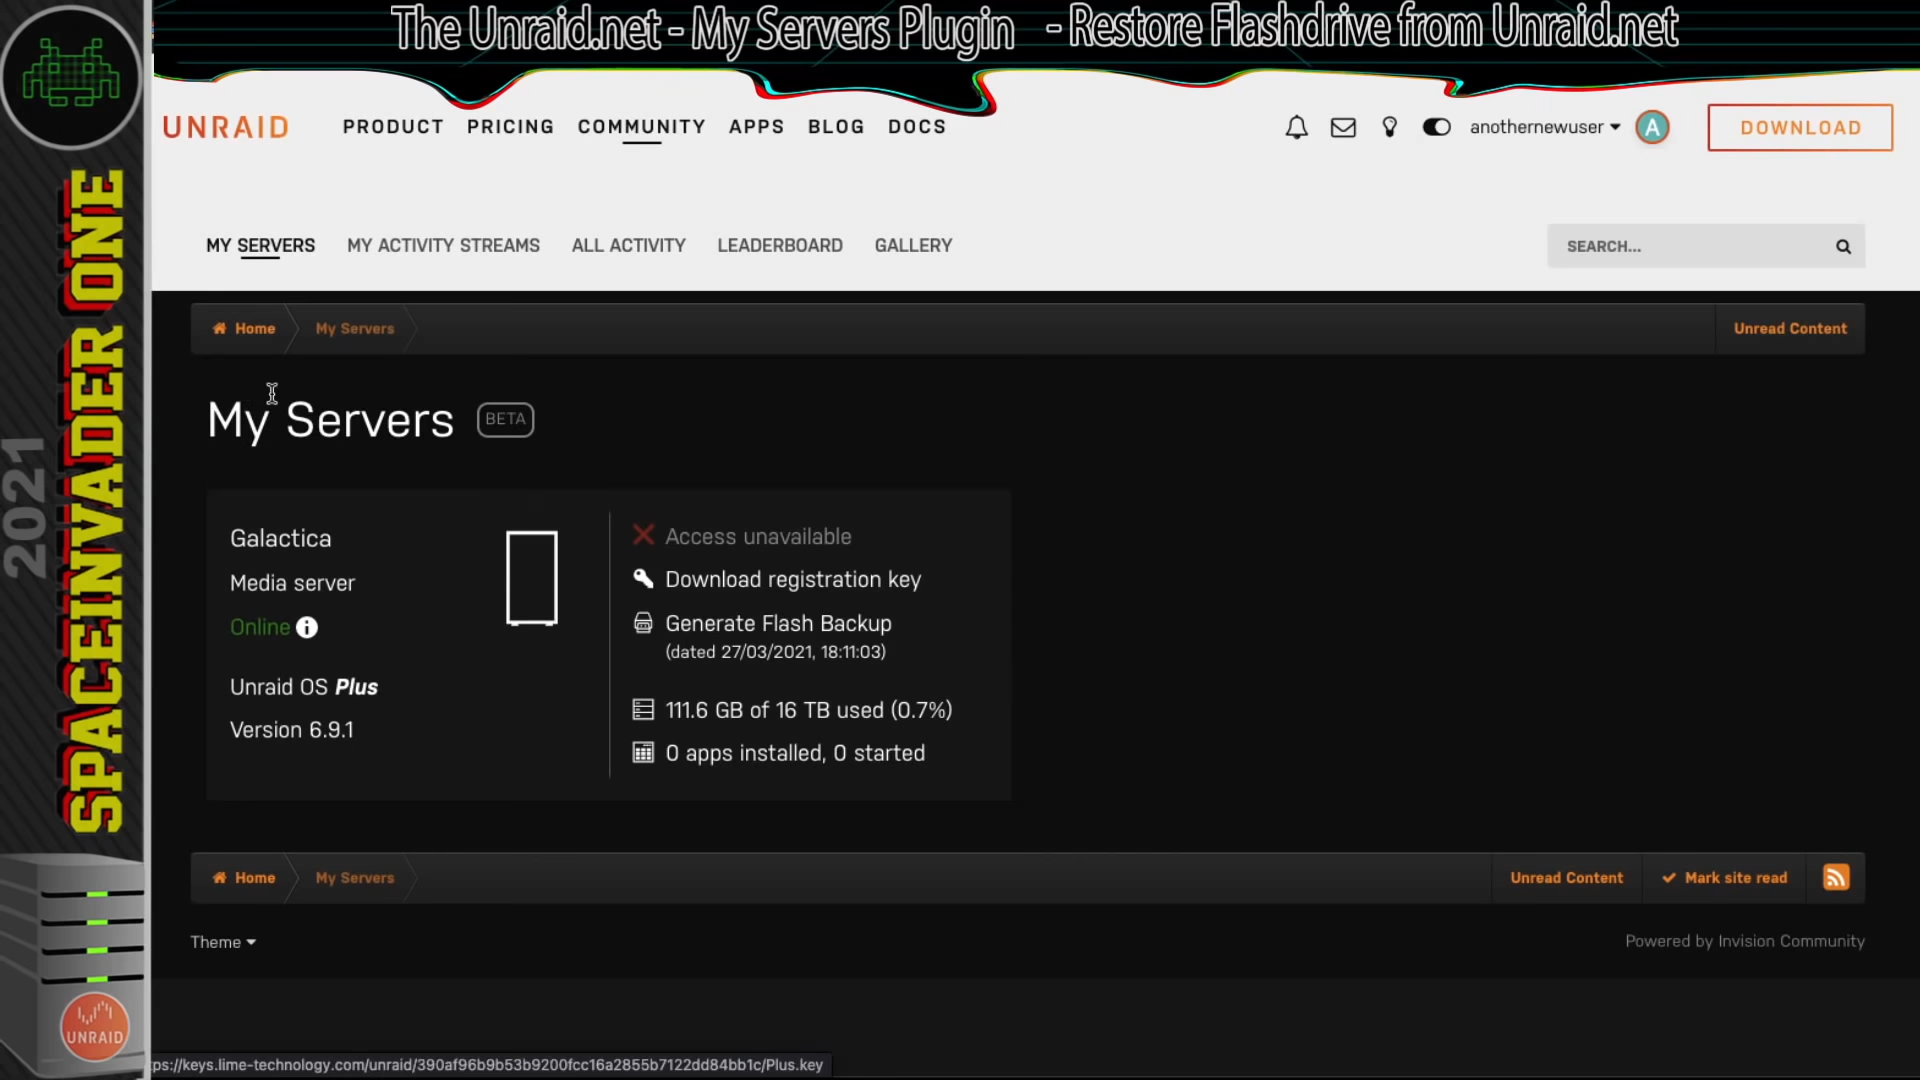 The Unraid.net - My Servers Plugin - Restore Flashdrive from Unraid.net
SPACEINVADER ONE
2021
UNRAID
UNRAID
PRODUCT PRICING COMMUNITY APPS BLOG DOCS
anothernewuser
A
DOWNLOAD
MY SERVERS MY ACTIVITY STREAMS ALL ACTIVITY LEADERBOARD GALLERY
SEARCH...
Home My Servers
Unread Content
My Servers BETA
Galactica
Media server
Online
Unraid OS Plus
Version 6.9.1
Access unavailable
Download registration key
Generate Flash Backup
(dated 27/03/2021, 18:11:03)
111.6 GB of 16 TB used (0.7%)
0 apps installed, 0 started
Home My Servers
Unread Content Mark site read
Theme
Powered by Invision Community
ps://keys.lime-technology.com/unraid/390af96b9b53b9200fcc16a2855b7122dd84bb1c/Plus.key